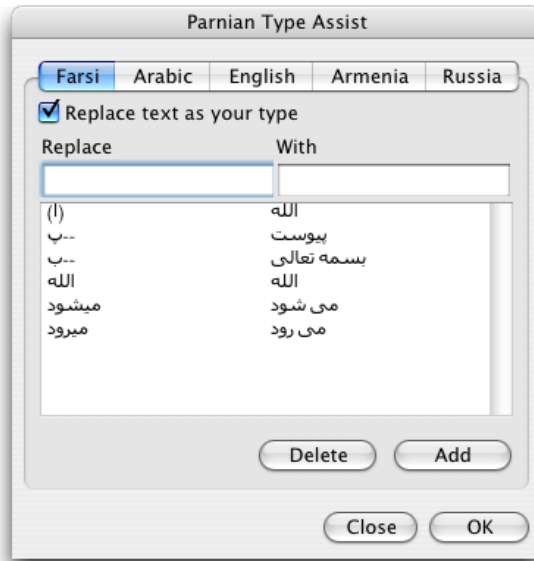 Parnian Type Assist
Farsi Arabic English Armenia Russia
Replace text as your type
Replace With
(ا) الله
--پ پیوست
--ب بسمه تعالی
الله الله
میشود می شود
میرود می رود
Delete Add
Close OK